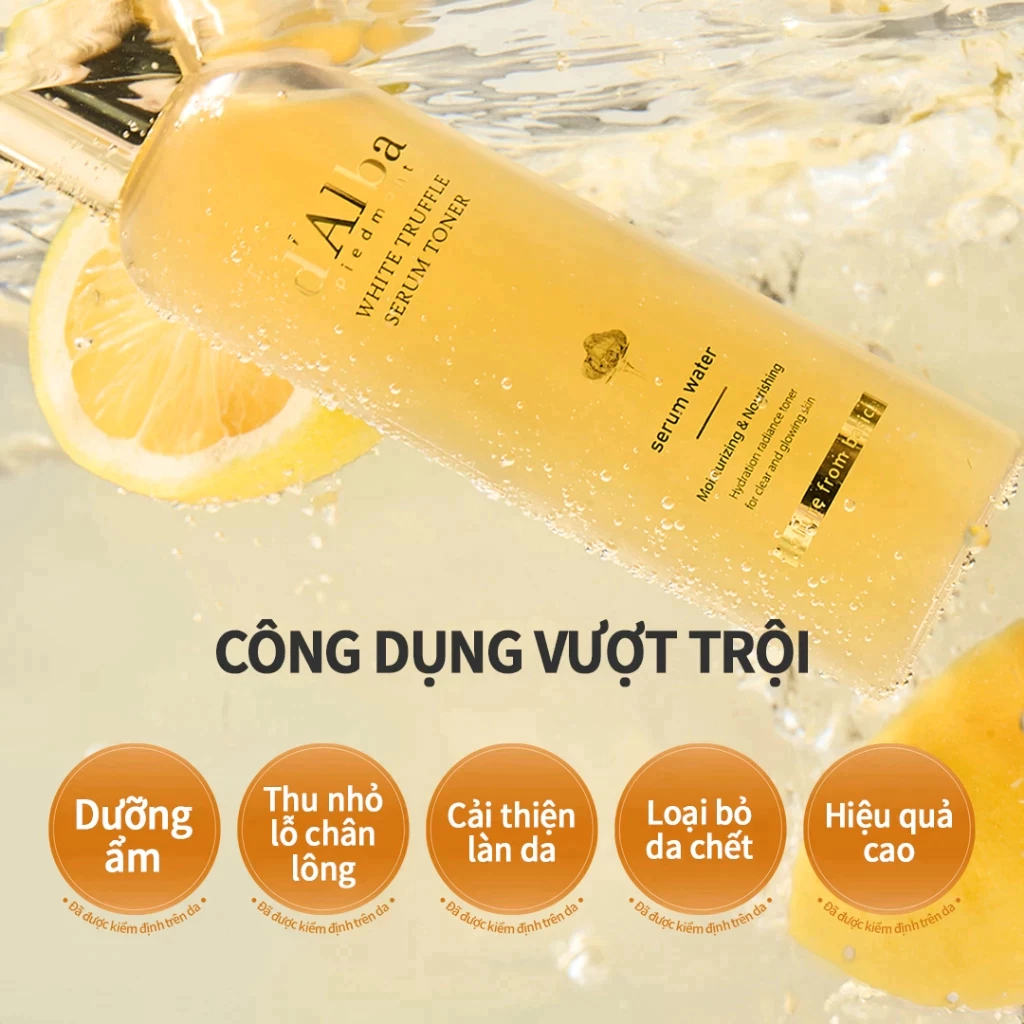 d'Alba
piedmont
WHITE TRUFFLE
SERUM TONER
serum water
Moisturizing & Nourishing
Hydration radiance toner
for clear and glowing skin
from
CÔNG DỤNG VƯỢT TRỘI
Dưỡng
ẩm
• Đã được kiểm định trên da •
Thu nhỏ
lỗ chân
lông
• Đã được kiểm định trên da •
Cải thiện
làn da
• Đã được kiểm định trên da •
Loại bỏ
da chết
• Đã được kiểm định trên da •
Hiệu quả
cao
• Đã được kiểm định trên da •